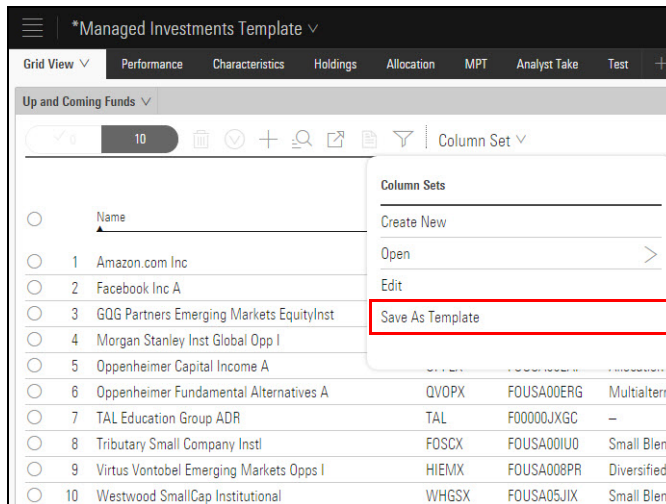 *Managed Investments Template
Grid View Performance Characteristics Holdings Allocation MPT Analyst Take Test
Up and Coming Funds
0 10 Column Set
Column Sets
Create New
Open
Edit
Save As Template
Name
1 Amazon.com Inc
2 Facebook Inc A
3 GQG Partners Emerging Markets EquityInst
4 Morgan Stanley Inst Global Opp I
5 Oppenheimer Capital Income A
6 Oppenheimer Fundamental Alternatives A QVOPX FOUSA00ERG Multialtern
7 TAL Education Group ADR TAL F00000JXGC –
8 Tributary Small Company Instl FOSCX FOUSA00IU0 Small Blen
9 Virtus Vontobel Emerging Markets Opps I HIEMX FOUSA008PR Diversified
10 Westwood SmallCap Institutional WHGSX FOUSA05JIX Small Blen